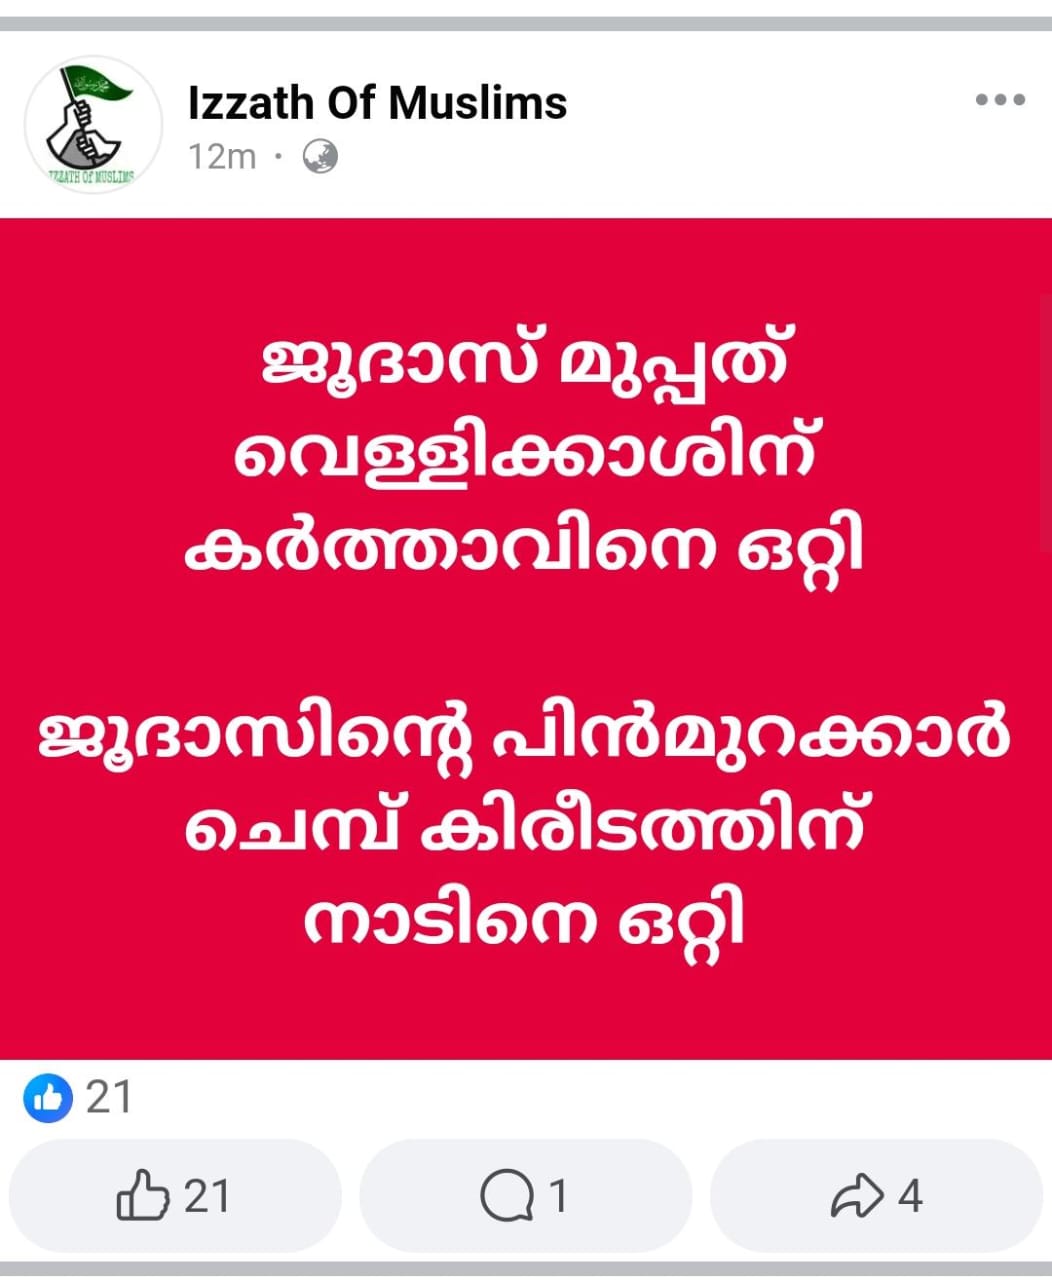 Izzath Of Muslims
12m
IZZATH OF MUSLIMS
ജൂദാസ് മുപ്പത്
വെള്ളിക്കാശിന്
കർത്താവിനെ ഒറ്റി
ജൂദാസിന്റെ പിൻമുറക്കാർ
ചെമ്പ് കിരീടത്തിന്
നാടിനെ ഒറ്റി
21
21 1 4